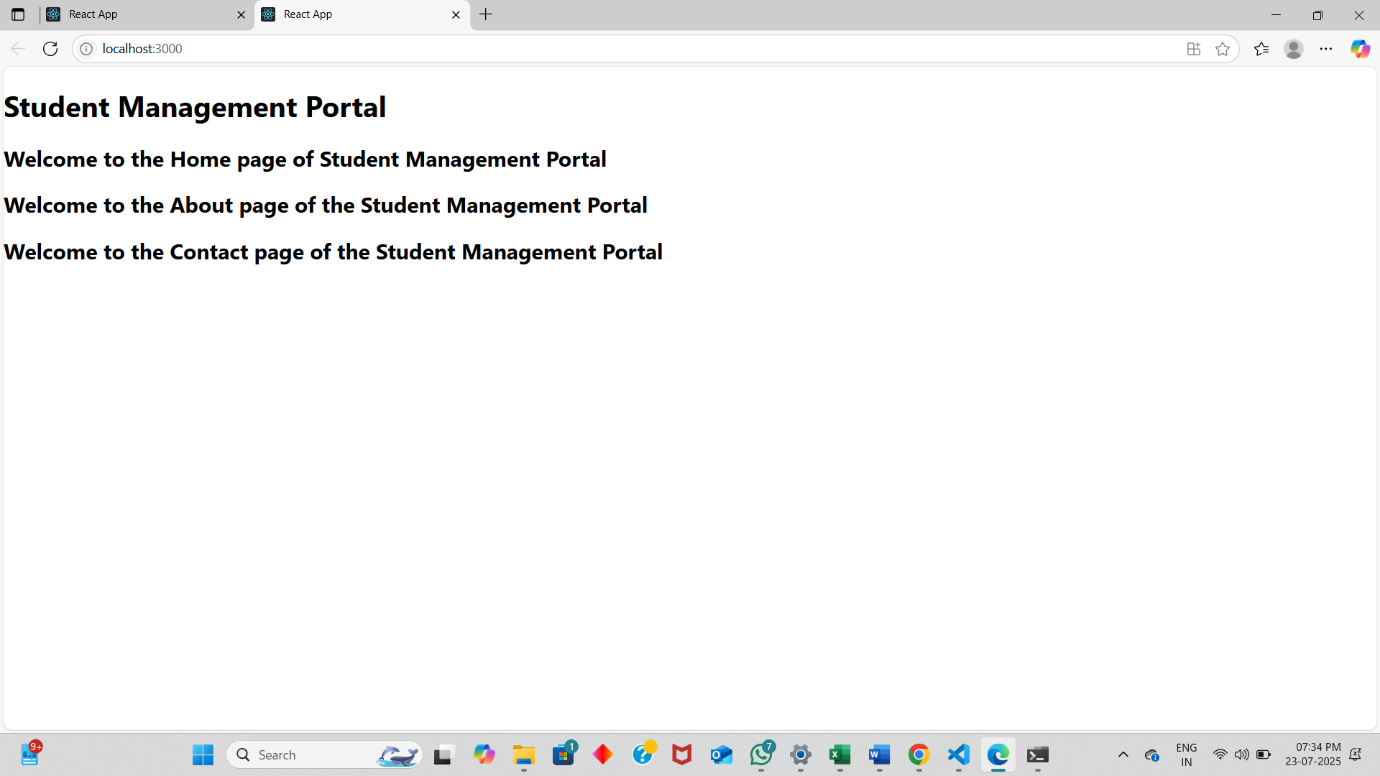 React App
React App
localhost:3000
Student Management Portal
Welcome to the Home page of Student Management Portal
Welcome to the About page of the Student Management Portal
Welcome to the Contact page of the Student Management Portal
9+
Search
1
7
ENG
IN
07:34 PM
23-07-2025